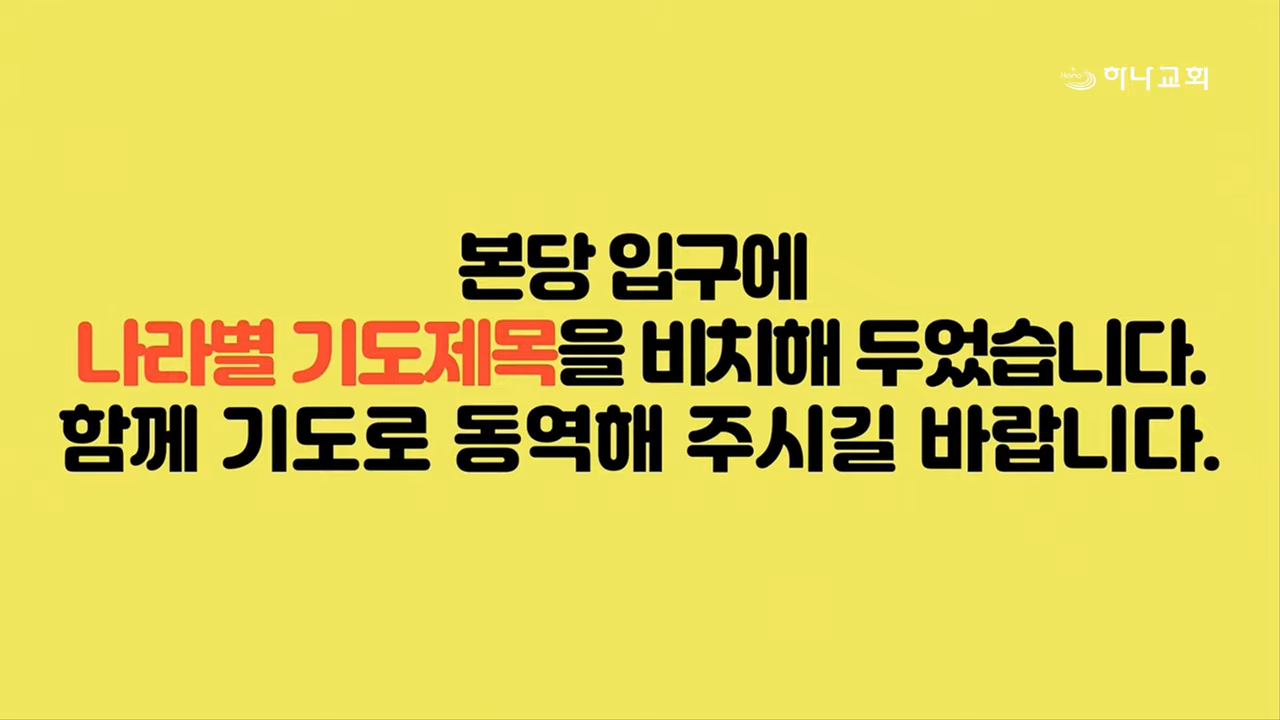 하나교회
본당 입구에
나라별 기도제목을 비치해 두었습니다.
함께 기도로 동역해 주시길 바랍니다.